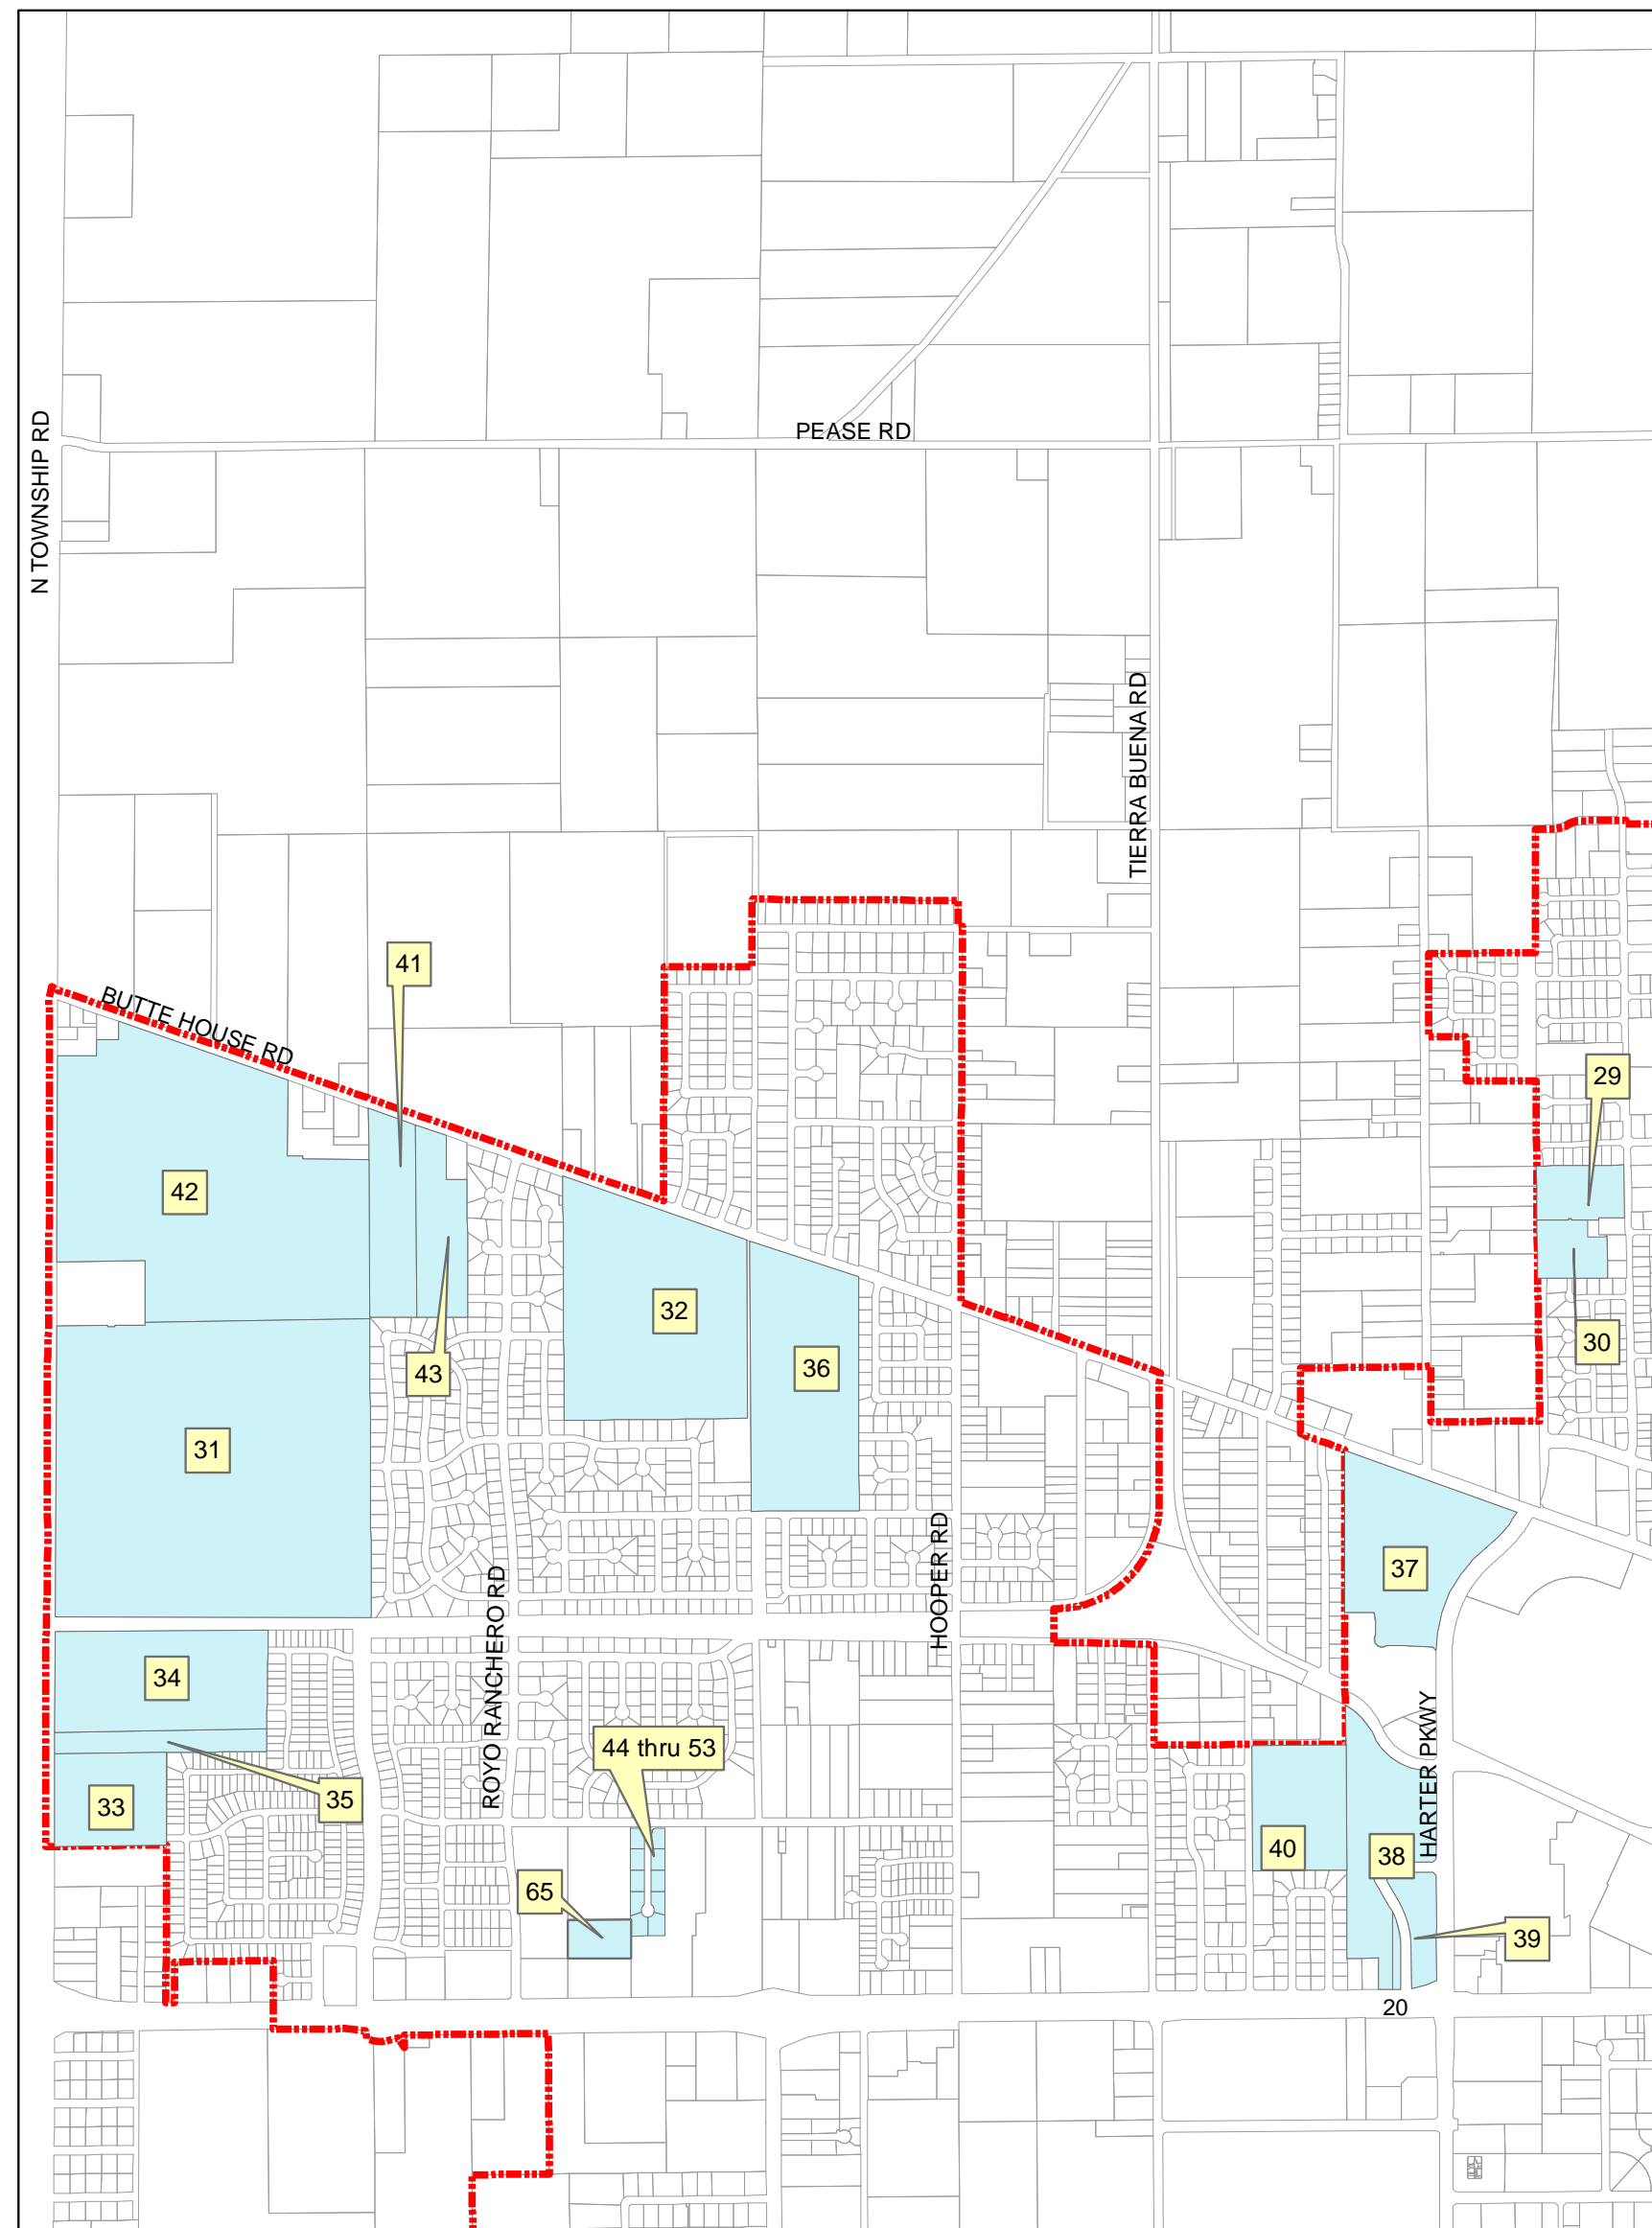 PEASE RD
N TOWNSHIP RD
TIERRA BUENA RD
41
BUTTE HOUSE RD
29
42
32
30
36
43
31
HOOPER RD
37
ROYO RANCHERO RD
34
HARTER PKWY
44 thru 53
35
33
40
38
65
39
20